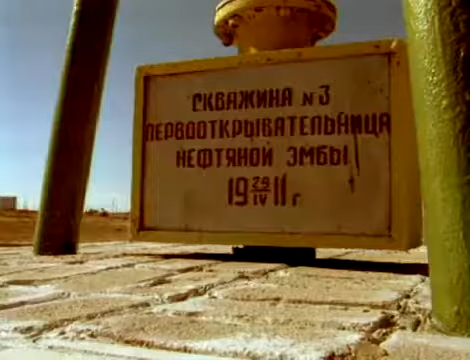 СКВАЖИНА №3
ПЕРВООТКРЫВАТЕЛЬНИЦА
НЕФТЯНОЙ ЭМБЫ
19 29/IV 11 г